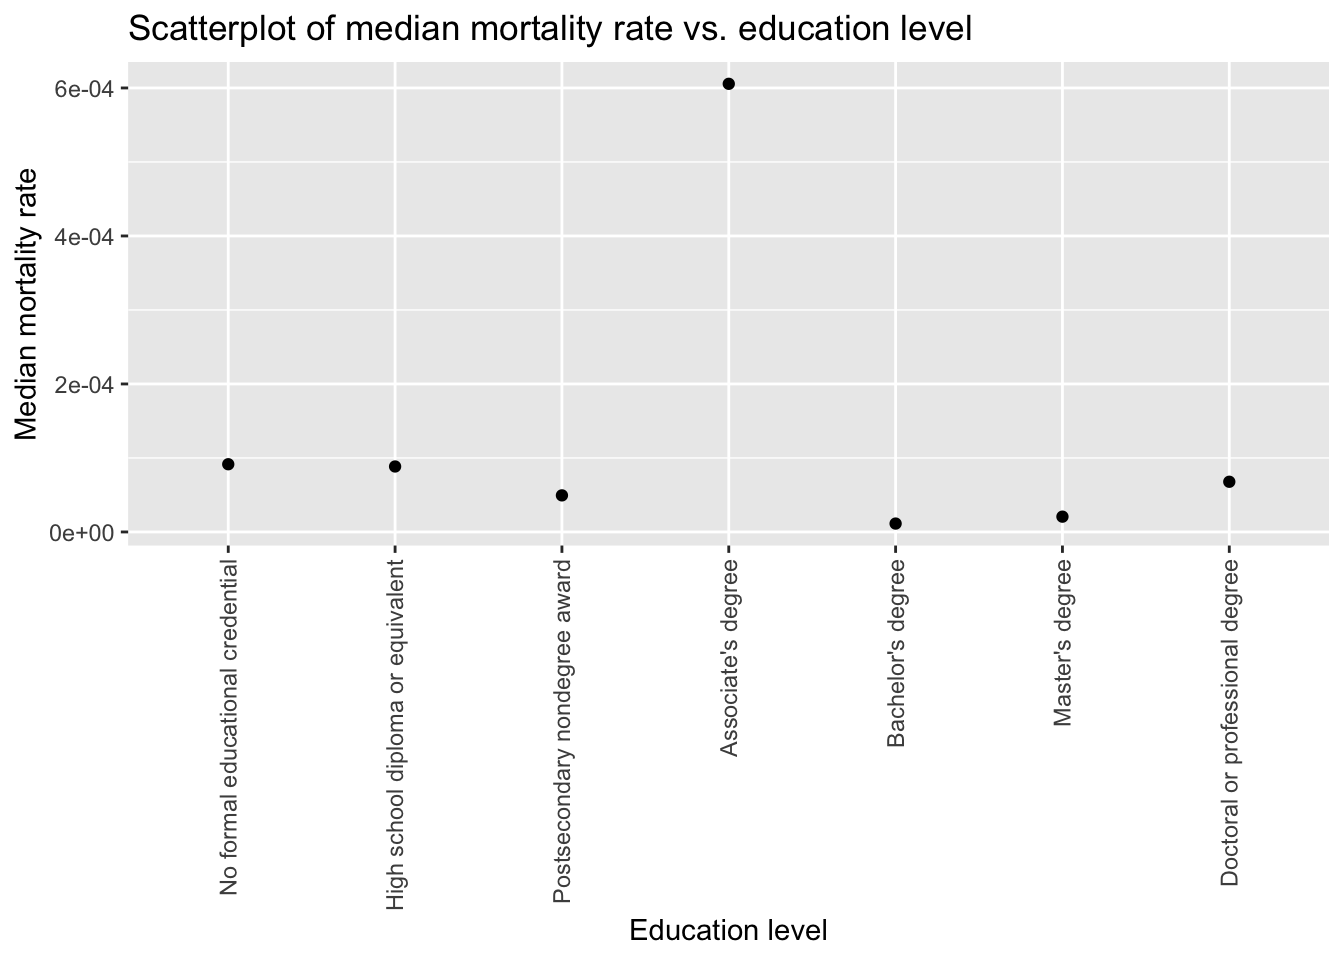 Scatterplot of median mortality rate vs. education level
6e-04
4e-04
2e-04
0e+00
Median mortality rate
No formal educational credential
High school diploma or equivalent
Postsecondary nondegree award
Associate's degree
Bachelor's degree
Master's degree
Doctoral or professional degree
Education level